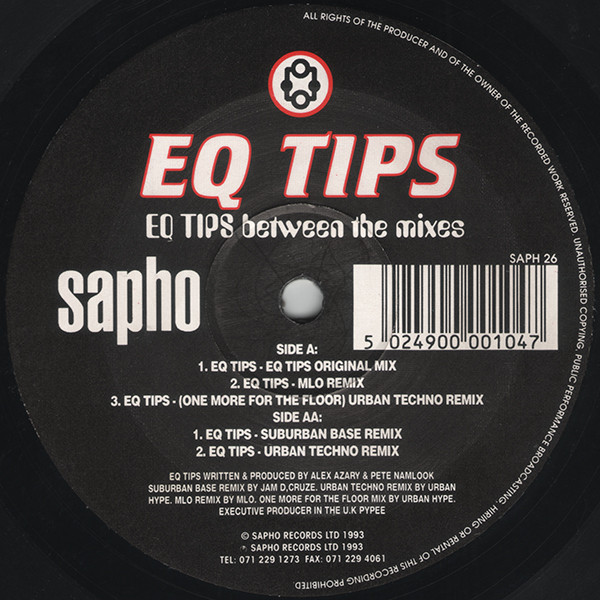 ALL RIGHTS OF THE PRODUCER AND OF THE OWNER OF THE RECORDED WORK RESERVED. UNAUTHORISED COPYING, PUBLIC PERFORMANCE BROADCASTING, HIRING OR RENTAL OF THIS RECORDING PROHIBITED
EQ TIPS
EQ TIPS between the mixes
SAPH 26
sapho
5 024900 001047
SIDE A:
1. EQ TIPS - EQ TIPS ORIGINAL MIX
2. EQ TIPS - MLO REMIX
3. EQ TIPS - (ONE MORE FOR THE FLOOR) URBAN TECHNO REMIX
SIDE AA:
1. EQ TIPS - SUBURBAN BASE REMIX
2. EQ TIPS - URBAN TECHNO REMIX
EQ TIPS WRITTEN & PRODUCED BY ALEX AZARY & PETE NAMLOOK
SUBURBAN BASE REMIX BY JAM D,CRUZE. URBAN TECHNO REMIX BY URBAN
HYPE. MLO REMIX BY MLO. ONE MORE FOR THE FLOOR MIX BY URBAN HYPE.
EXECUTIVE PRODUCER IN THE U.K PYPEE
© SAPHO RECORDS LTD 1993
℗ SAPHO RECORDS LTD 1993
TEL: 071 229 1273 FAX: 071 229 4061